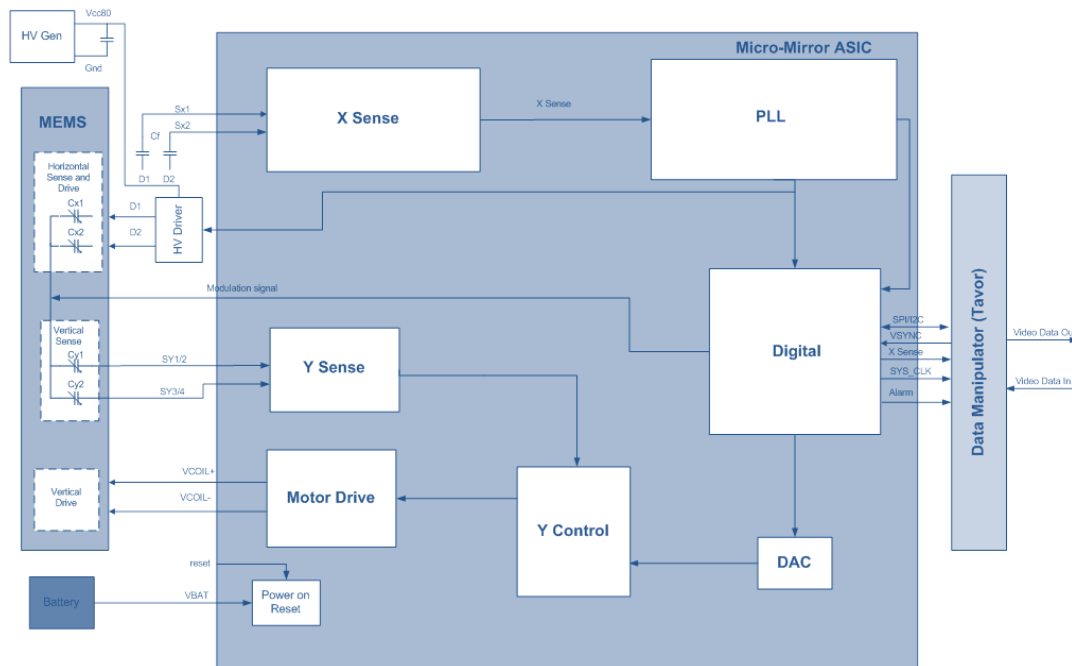 Vcc80
HV Gen
Gnd
Micro-Mirror ASIC
MEMS
Sx1
Sx2
Cf
D1
D2
X Sense
X Sense
PLL
Horizontal
Sense and
Drive
Cx1
Cx2
D1
D2
HV Driver
Modulation signal
Vertical
Sense
Cy1
Cy2
SY1/2
SY3/4
Y Sense
Digital
SPI/I2C
VSYNC
X Sense
SYS_CLK
Alarm
Data Manipulator (Tavor)
Video Data Ou
Video Data In
Vertical
Drive
VCOIL+
VCOIL-
Motor Drive
Y Control
DAC
reset
Battery
VBAT
Power on
Reset